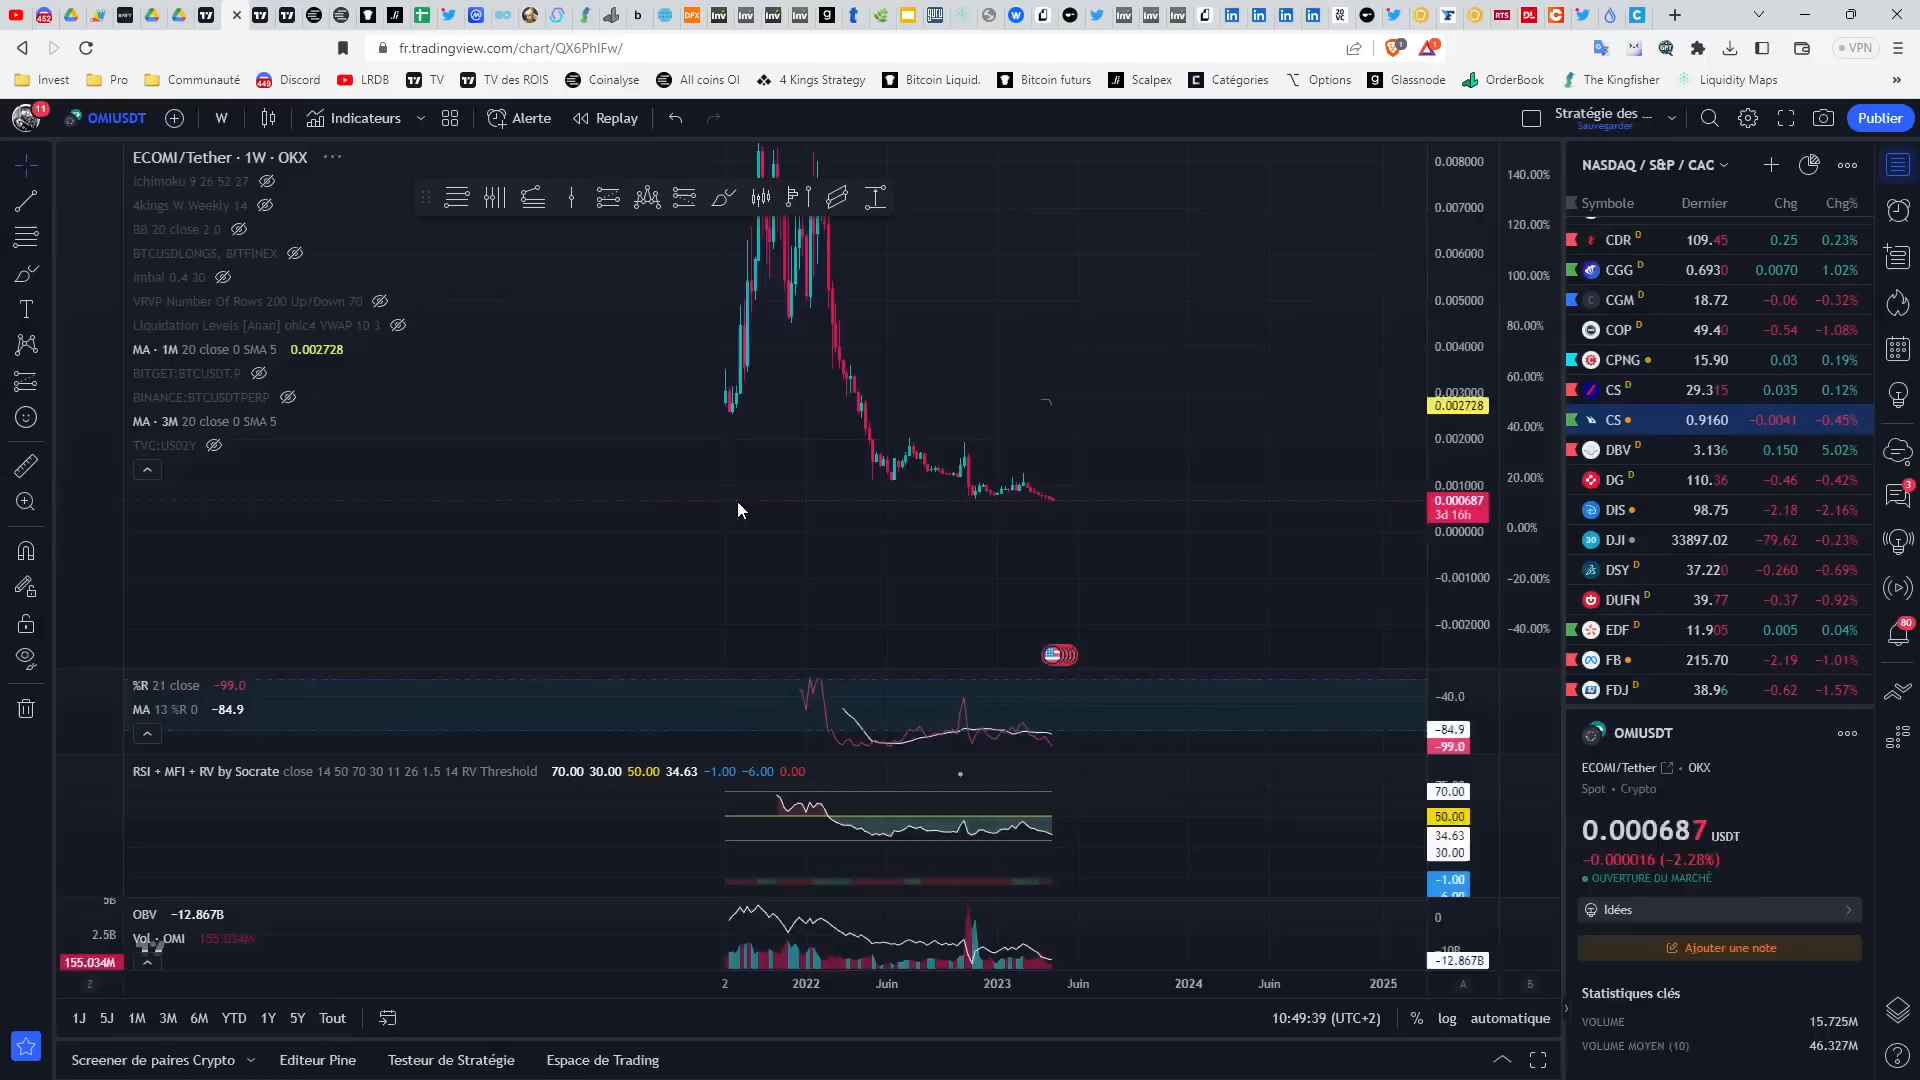 452
11
fr.tradingview.com/chart/QX6PhIFw/
1
1
VPN
Invest
Pro
Communauté
449
Discord
LRDB
TV
TV des ROIS
Coinalyse
All coins OI
4 Kings Strategy
Bitcoin Liquid.
Bitcoin futurs
Scalpex
Catégories
Options
Glassnode
OrderBook
The Kingfisher
Liquidity Maps
OMIUSDT
W
Indicateurs
Alerte
Replay
Stratégie des ...
Sauvegarder
Publier
ECOMI/Tether · 1W · OKX
Ichimoku 9 26 52 27
4kings W Weekly 14
BB 20 close 2 0
BTCUSDLONGS, BITFINEX
Imbal 0.4 30
VRVP Number Of Rows 200 Up/Down 70
Liquidation Levels [Anan] ohlc4 VWAP 10 3
MA · 1M 20 close 0 SMA 5 0.002728
BITGET:BTCUSDT.P
BINANCE:BTCUSDTPERP
MA · 3M 20 close 0 SMA 5
TVC:US02Y
0.008000
0.007000
0.006000
0.005000
0.004000
0.003000
0.002728
0.002000
0.001000
0.000687
3d 16h
0.000000
−0.001000
−0.002000
140.00%
120.00%
100.00%
80.00%
60.00%
40.00%
20.00%
0.00%
−20.00%
−40.00%
%R 21 close −99.0
MA 13 %R 0 −84.9
−40.0
−84.9
−99.0
RSI + MFI + RV by Socrate close 14 50 70 30 11 26 1.5 14 RV Threshold 70.00 30.00 50.00 34.63 −1.00 −6.00 0.00
70.00
50.00
34.63
30.00
−1.00
OBV −12.867B
Vol · OMI 155.034M
5B
2.5B
155.034M
0
−12.867B
Z
2
2022
Juin
2023
Juin
2024
Juin
2025
A
B
1J
5J
1M
3M
6M
YTD
1Y
5Y
Tout
10:49:39 (UTC+2)
%
log
automatique
Screener de paires Crypto
Editeur Pine
Testeur de Stratégie
Espace de Trading
NASDAQ / S&P / CAC
Symbole Dernier Chg Chg%
CDR D 109.45 0.25 0.23%
CGG D 0.6930 0.0070 1.02%
CGM D 18.72 −0.06 −0.32%
COP D 49.40 −0.54 −1.08%
CPNG 15.90 0.03 0.19%
CS D 29.315 0.035 0.12%
CS 0.9160 −0.0041 −0.45%
DBV D 3.136 0.150 5.02%
DG D 110.36 −0.46 −0.42%
DIS 98.75 −2.18 −2.16%
30 DJI 33897.02 −79.62 −0.23%
DSY D 37.220 −0.260 −0.69%
DUFN D 39.77 −0.37 −0.92%
EDF D 11.905 0.005 0.04%
FB 215.70 −2.19 −1.01%
FDJ D 38.96 −0.62 −1.57%
OMIUSDT
ECOMI/Tether · OKX
Spot · Crypto
0.000687 USDT
−0.000016 (−2.28%)
OUVERTURE DU MARCHÉ
Idées
Ajouter une note
Statistiques clés
VOLUME 15.725M
VOLUME MOYEN (10) 46.327M
3
80